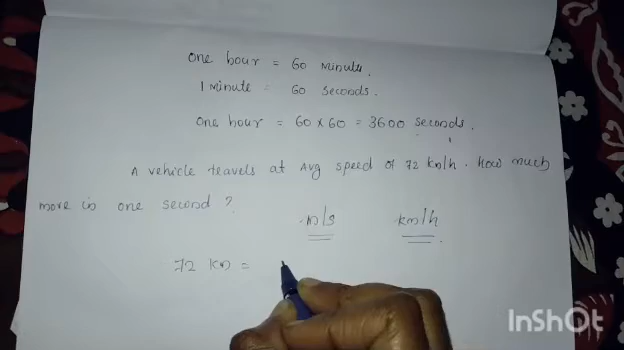 One hour = 60 minute.
1 minute = 60 seconds.
One hour = 60 x 60 = 3600 seconds.
A vehicle travels at Avg speed of 72 km/h. How much
move in one second?
m/s km/h
72 km =
InShOt